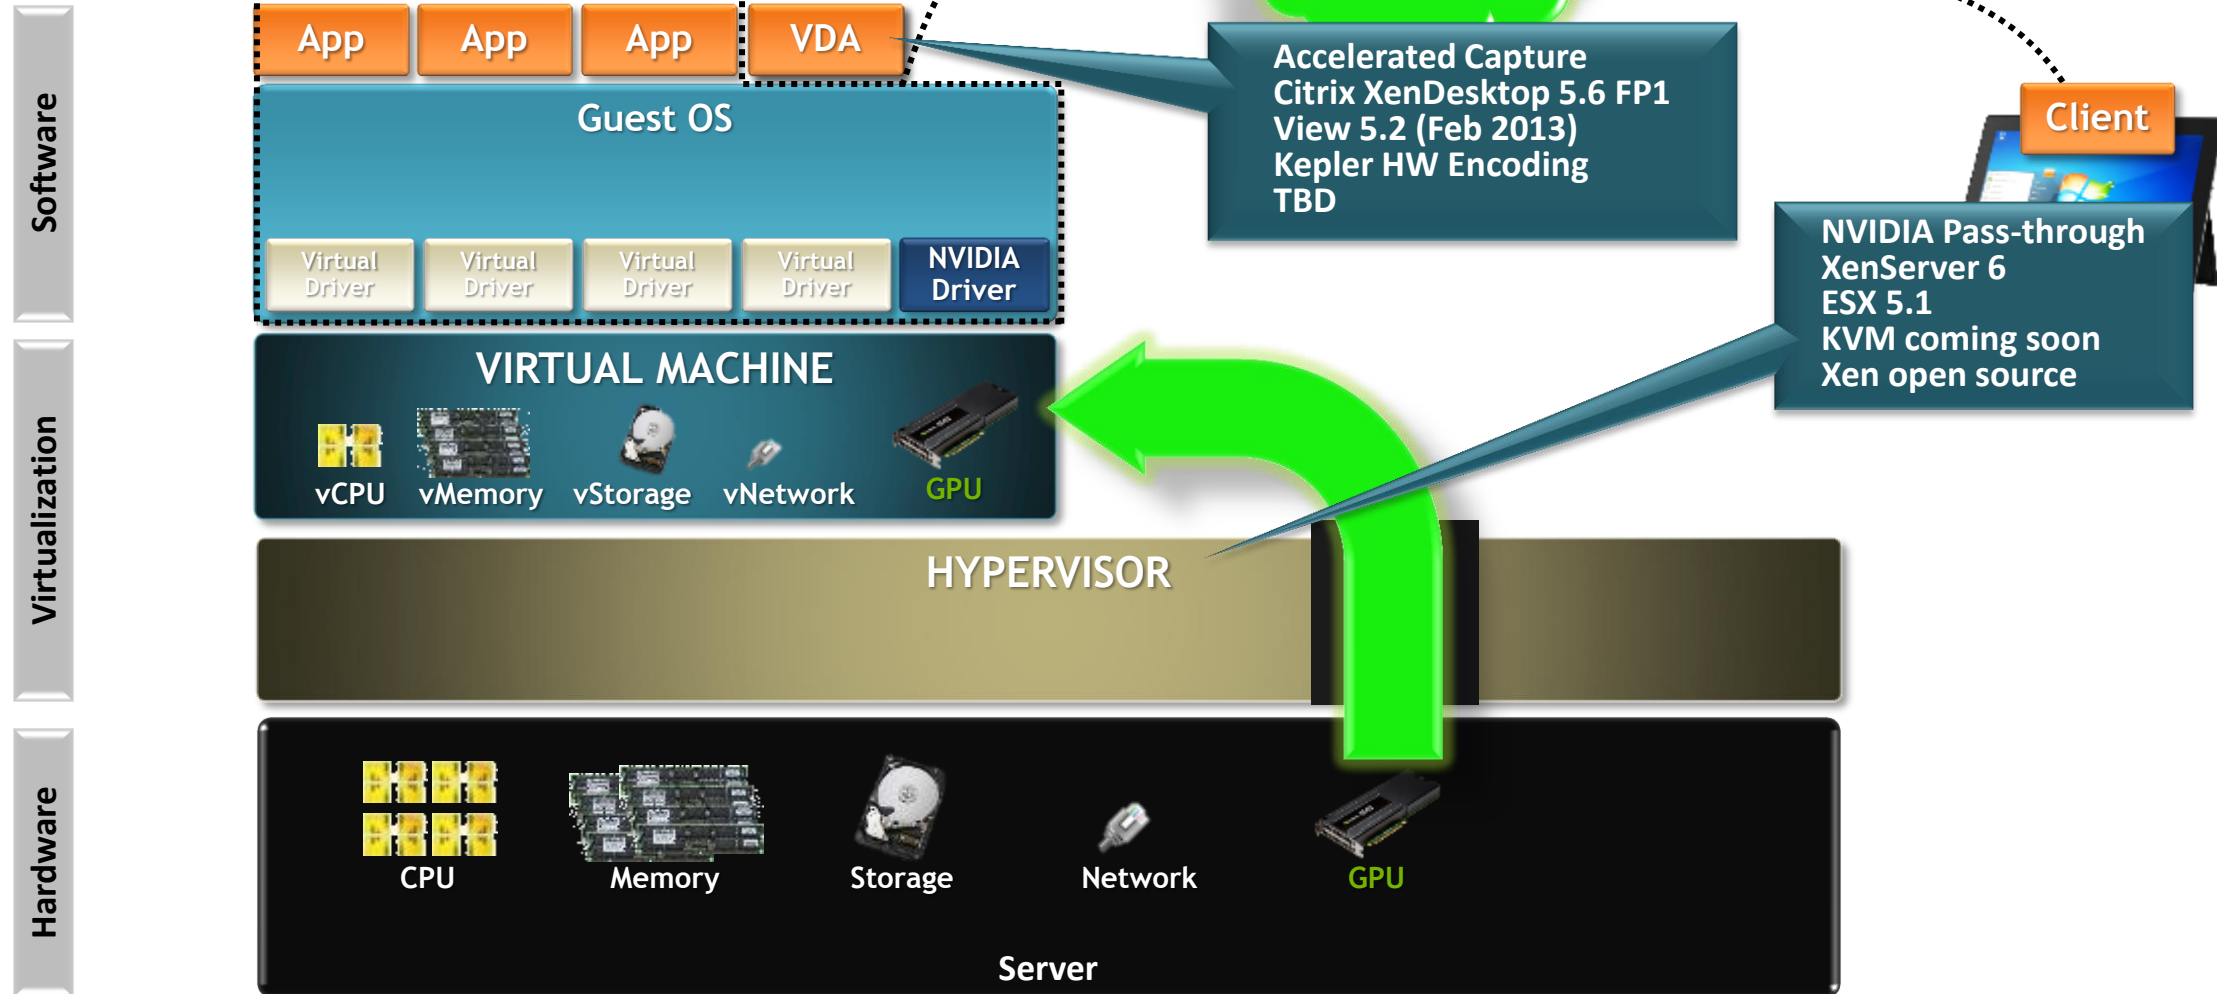 Software
App
App
App
VDA
Accelerated Capture
Citrix XenDesktop 5.6 FP1
View 5.2 (Feb 2013)
Kepler HW Encoding
TBD
Client
Guest OS
Virtual
Driver
Virtual
Driver
Virtual
Driver
Virtual
Driver
NVIDIA
Driver
NVIDIA Pass-through
XenServer 6
ESX 5.1
KVM coming soon
Xen open source
Virtualization
VIRTUAL MACHINE
vCPU
vMemory
vStorage
vNetwork
GPU
HYPERVISOR
Hardware
CPU
Memory
Storage
Network
GPU
Server